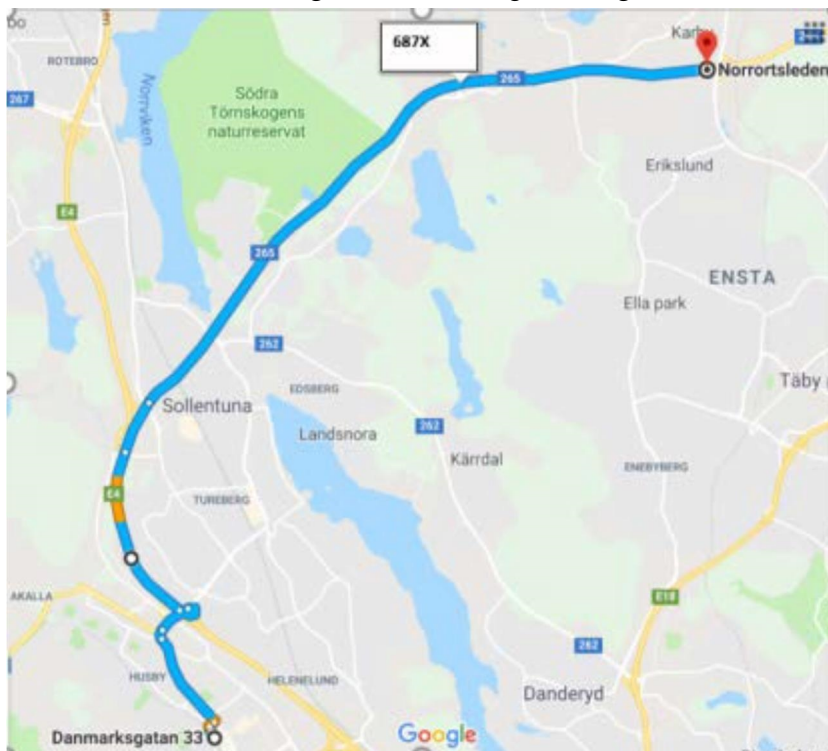 687X
Karby
265
Norrortsleden
ROTEBRO
267
Norrviken
Södra
Törnskogens
naturreservat
Erikslund
E4
265
ENSTA
Ella park
262
EDSBERG
Täby
Sollentuna
Landsnora
262
Kärrdal
ENEBYBERG
E4
TUREBERG
AKALLA
E18
262
HUSBY
HELENELUND
Danderyd
Danmarksgatan 33
Google